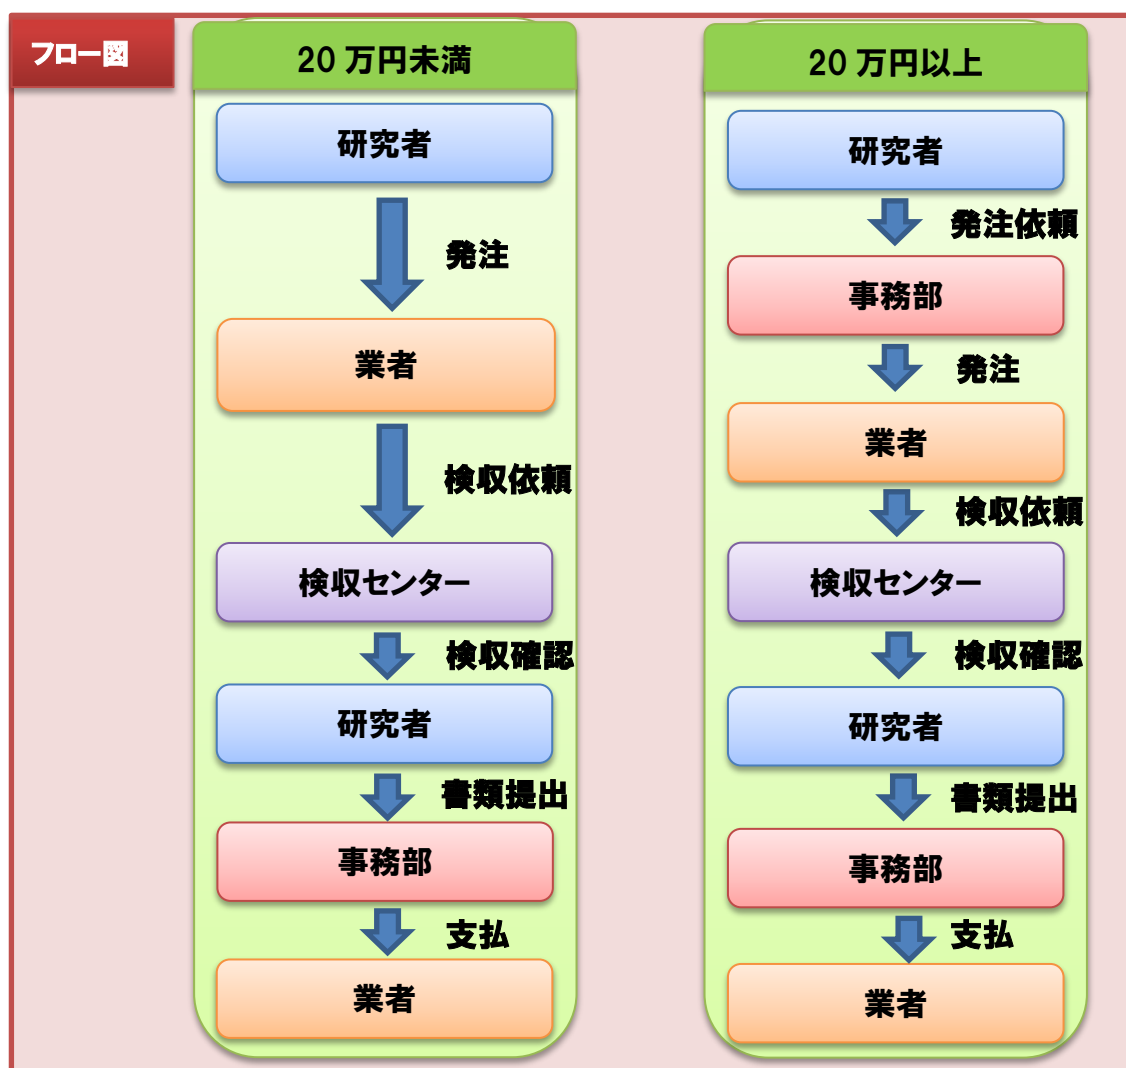 フロー図
20万円未満
研究者
発注
業者
検収依頼
検収センター
検収確認
研究者
書類提出
事務部
支払
業者
20万円以上
研究者
発注依頼
事務部
発注
業者
検収依頼
検収センター
検収確認
研究者
書類提出
事務部
支払
業者